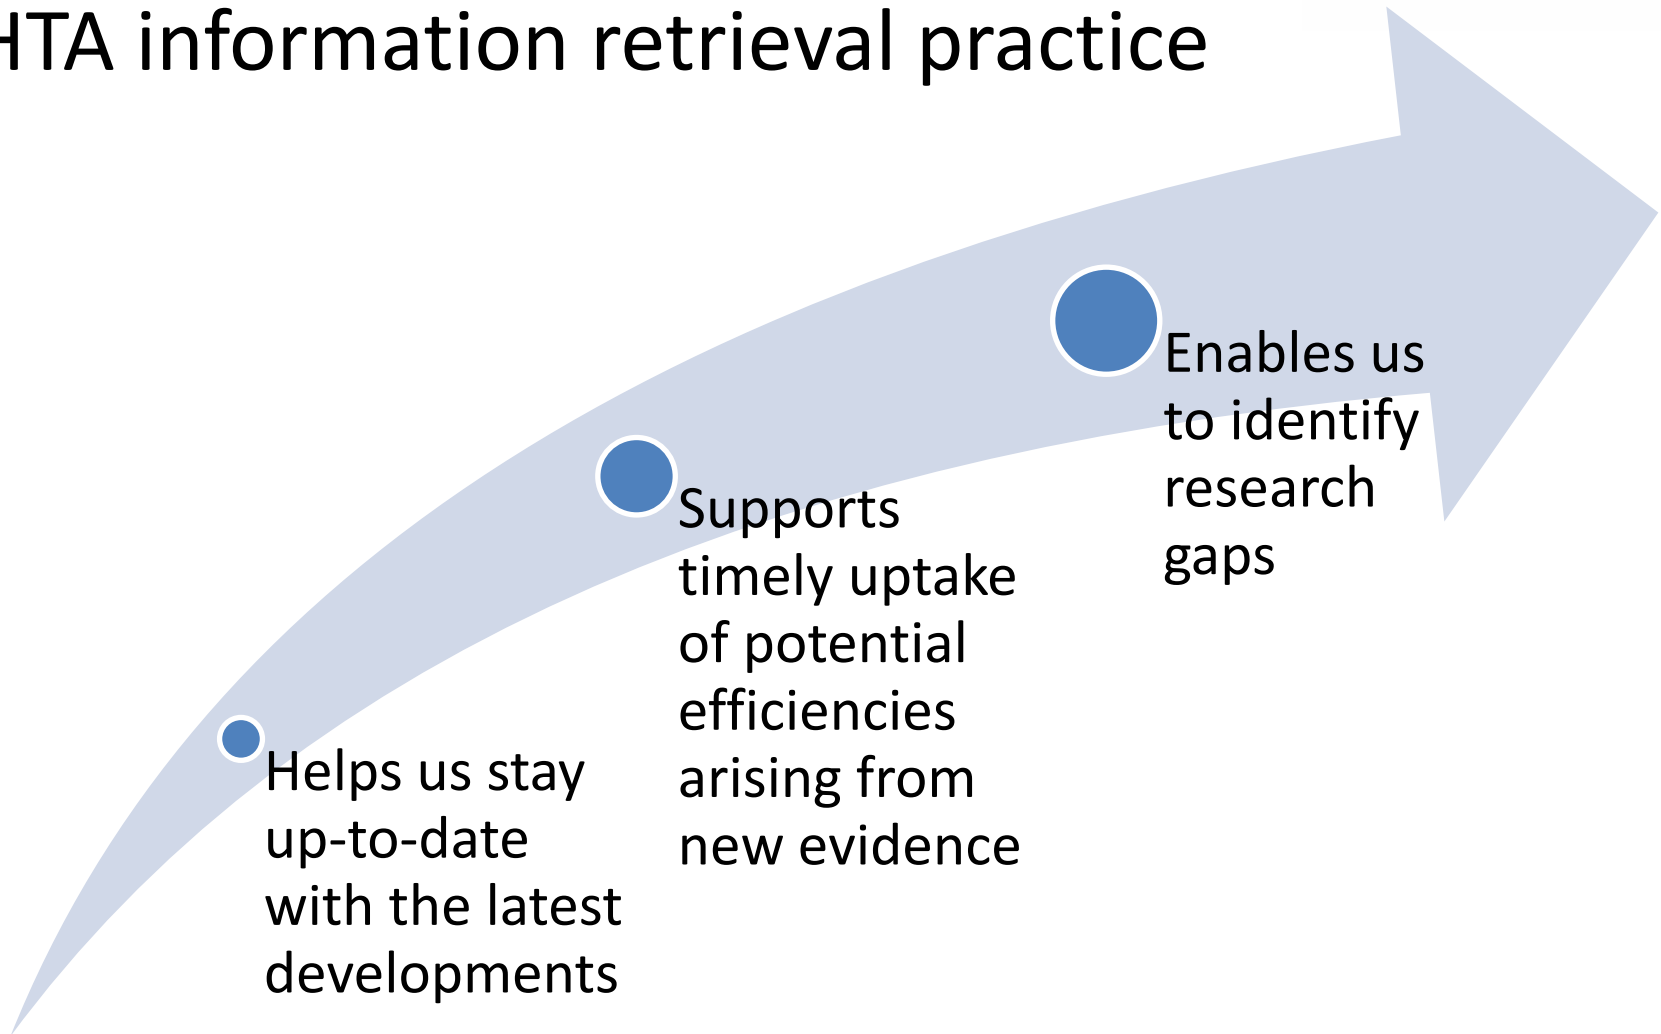 HTA information retrieval practice
Helps us stay
up-to-date
with the latest
developments
Supports
timely uptake
of potential
efficiencies
arising from
new evidence
Enables us
to identify
research
gaps